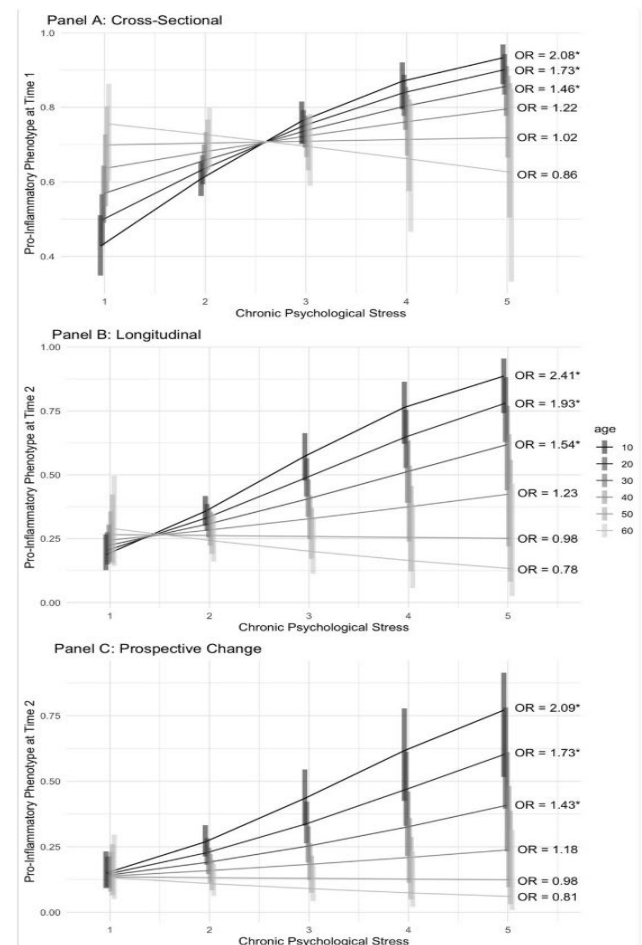 Panel A: Cross-Sectional
Pro-Inflammatory Phenotype at Time 1
1.0
0.8
0.6
0.4
OR = 2.08*
OR = 1.73*
OR = 1.46*
OR = 1.22
OR = 1.02
OR = 0.86
1 2 3 4 5
Chronic Psychological Stress
Panel B: Longitudinal
Pro-Inflammatory Phenotype at Time 2
1.00
0.75
0.50
0.25
0.00
OR = 2.41*
OR = 1.93*
OR = 1.54*
OR = 1.23
OR = 0.98
OR = 0.78
1 2 3 4 5
Chronic Psychological Stress
age
10
20
30
40
50
60
Panel C: Prospective Change
Pro-Inflammatory Phenotype at Time 2
0.75
0.50
0.25
0.00
OR = 2.09*
OR = 1.73*
OR = 1.43*
OR = 1.18
OR = 0.98
OR = 0.81
1 2 3 4 5
Chronic Psychological Stress